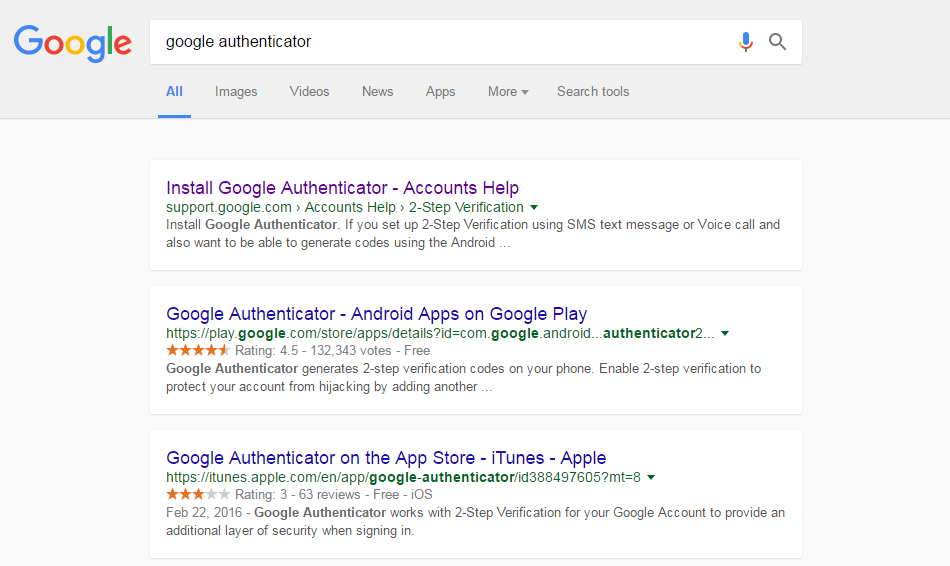 Google
google authenticator
All Images Videos News Apps More Search tools
Install Google Authenticator - Accounts Help
support.google.com › Accounts Help › 2-Step Verification
Install Google Authenticator. If you set up 2-Step Verification using SMS text message or Voice call and
also want to be able to generate codes using the Android ...
Google Authenticator - Android Apps on Google Play
https://play.google.com/store/apps/details?id=com.google.android...authenticator2...
Rating: 4.5 - 132,343 votes - Free
Google Authenticator generates 2-step verification codes on your phone. Enable 2-step verification to
protect your account from hijacking by adding another ...
Google Authenticator on the App Store - iTunes - Apple
https://itunes.apple.com/en/app/google-authenticator/id388497605?mt=8
Rating: 3 - 63 reviews - Free - iOS
Feb 22, 2016 - Google Authenticator works with 2-Step Verification for your Google Account to provide an
additional layer of security when signing in.